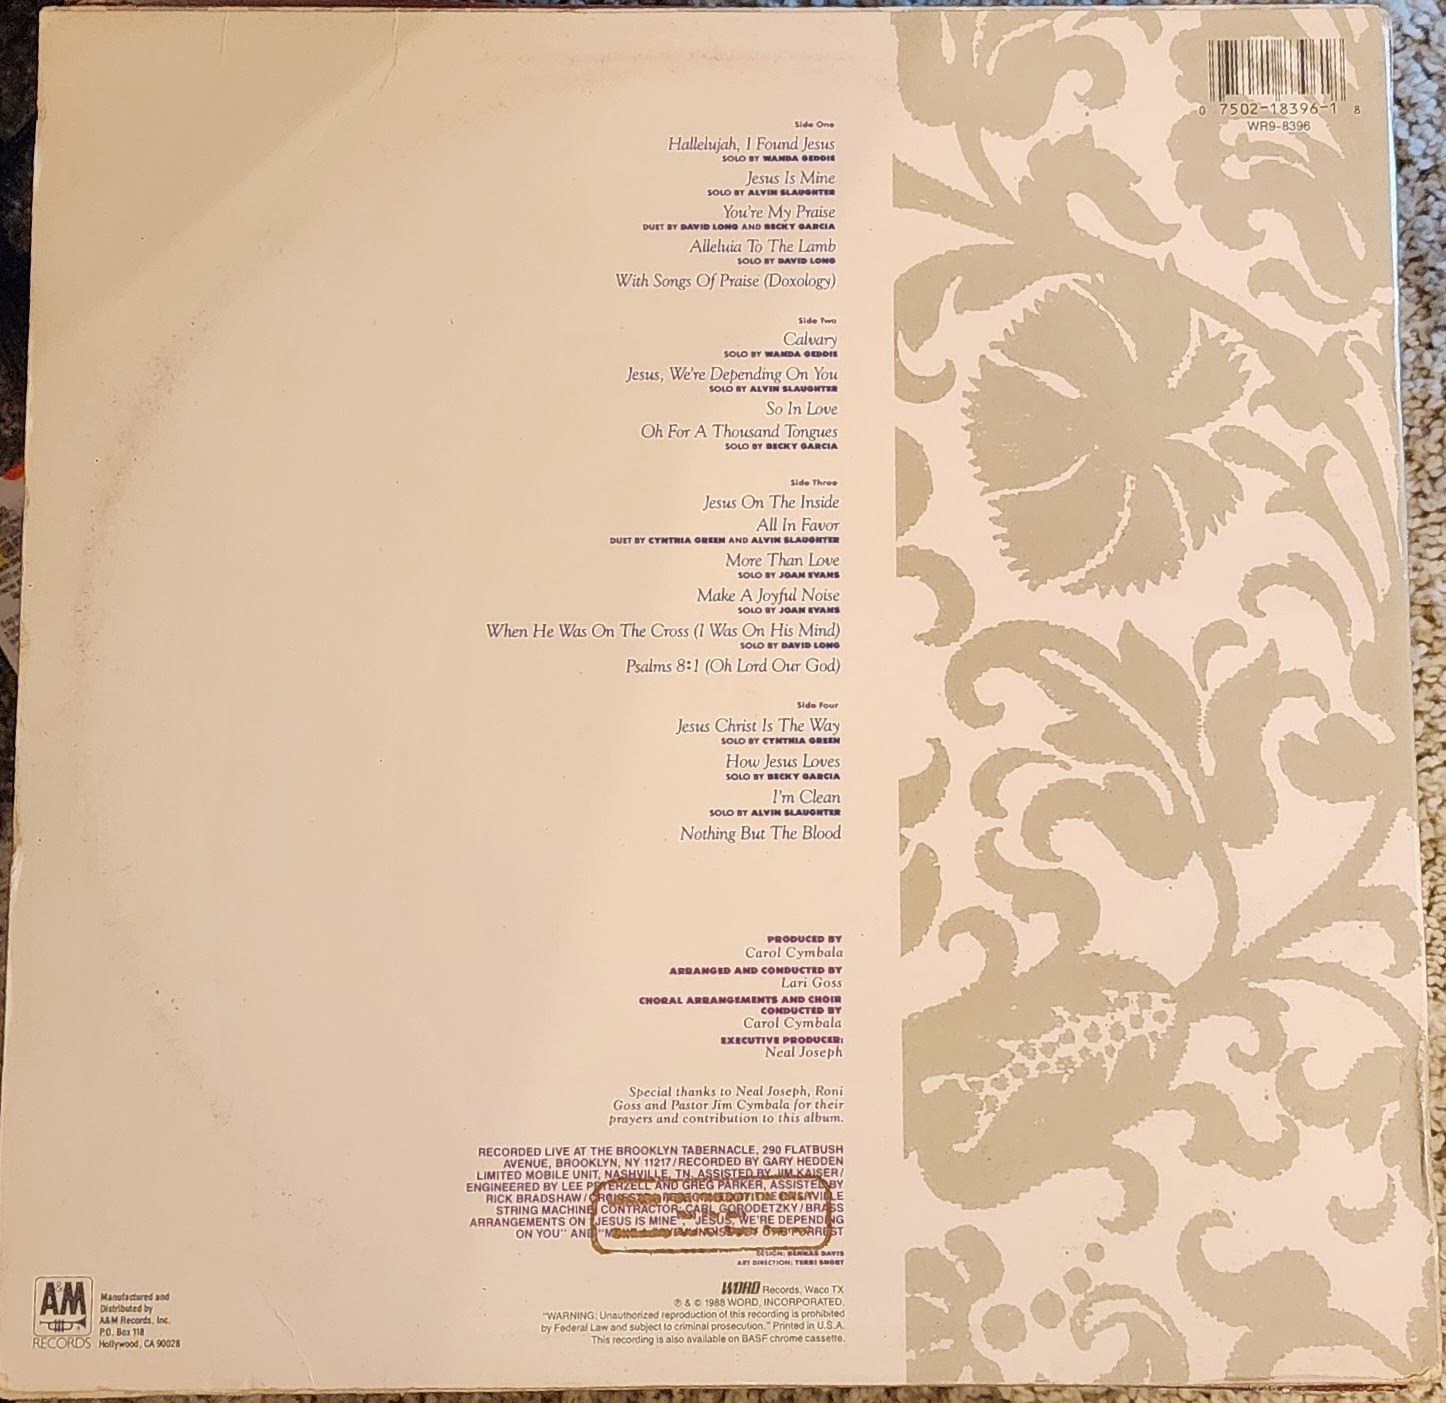 0 7502-18396-1 8
WR9-8396
Side One
Hallelujah, I Found Jesus
SOLO BY WANDA GEDDIE
Jesus Is Mine
SOLO BY ALVIN SLAUGHTER
You're My Praise
DUET BY DAVID LONG AND BECKY GARCIA
Alleluia To The Lamb
SOLO BY DAVID LONG
With Songs Of Praise (Doxology)
Side Two
Calvary
SOLO BY WANDA GEDDIE
Jesus, We're Depending On You
SOLO BY ALVIN SLAUGHTER
So In Love
Oh For A Thousand Tongues
SOLO BY BECKY GARCIA
Side Three
Jesus On The Inside
All In Favor
DUET BY CYNTHIA GREEN AND ALVIN SLAUGHTER
More Than Love
SOLO BY JOAN EVANS
Make A Joyful Noise
SOLO BY JOAN EVANS
When He Was On The Cross (I Was On His Mind)
SOLO BY DAVID LONG
Psalms 8:1 (Oh Lord Our God)
Side Four
Jesus Christ Is The Way
SOLO BY CYNTHIA GREEN
How Jesus Loves
SOLO BY BECKY GARCIA
I'm Clean
SOLO BY ALVIN SLAUGHTER
Nothing But The Blood
PRODUCED BY
Carol Cymbala
ARRANGED AND CONDUCTED BY
Lari Goss
CHORAL ARRANGEMENTS AND CHOIR
CONDUCTED BY
Carol Cymbala
EXECUTIVE PRODUCER:
Neal Joseph
Special thanks to Neal Joseph, Roni
Goss and Pastor Jim Cymbala for their
prayers and contribution to this album.
RECORDED LIVE AT THE BROOKLYN TABERNACLE, 290 FLATBUSH
AVENUE, BROOKLYN, NY 11217/RECORDED BY GARY HEDDEN
LIMITED MOBILE UNIT, NASHVILLE, TN, ASSISTED BY JIM KAISER/
ENGINEERED BY LEE PETERZELL AND GREG PARKER, ASSISTED BY
RICK BRADSHAW/
STRING MACHINE, CONTRACTOR: CARL GORODETZKY/BRASS
ARRANGEMENTS ON "JESUS IS MINE", "JESUS, WE'RE DEPENDING
ON YOU" AND
DESIGN: DENNAS DAVIS
ART DIRECTION: TERRI SHORT
WORD Records, Waco TX
℗ & © 1988 WORD, INCORPORATED.
"WARNING: Unauthorized reproduction of this recording is prohibited
by Federal Law and subject to criminal prosecution." Printed in U.S.A.
This recording is also available on BASF chrome cassette.
A&M
RECORDS
Manufactured and
Distributed by
A&M Records, Inc.
P.O. Box 118
Hollywood, CA 90028